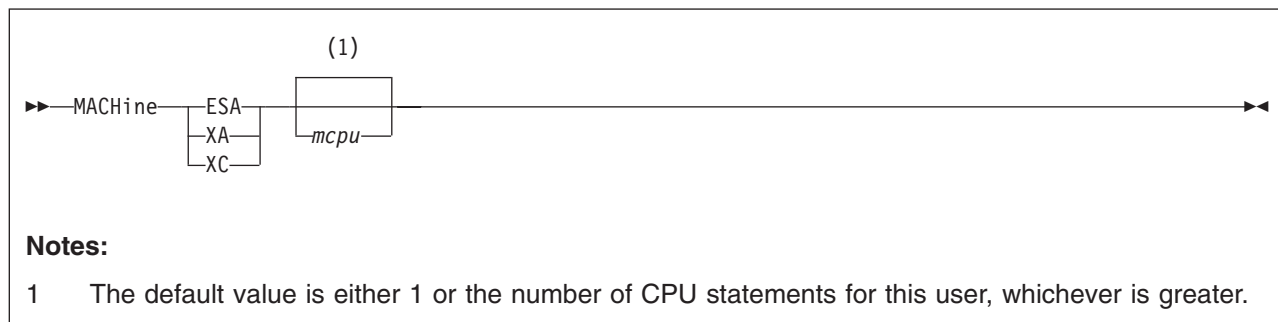 (1)
MACHine ESA
XA mcpu
XC
Notes:
1 The default value is either 1 or the number of CPU statements for this user, whichever is greater.